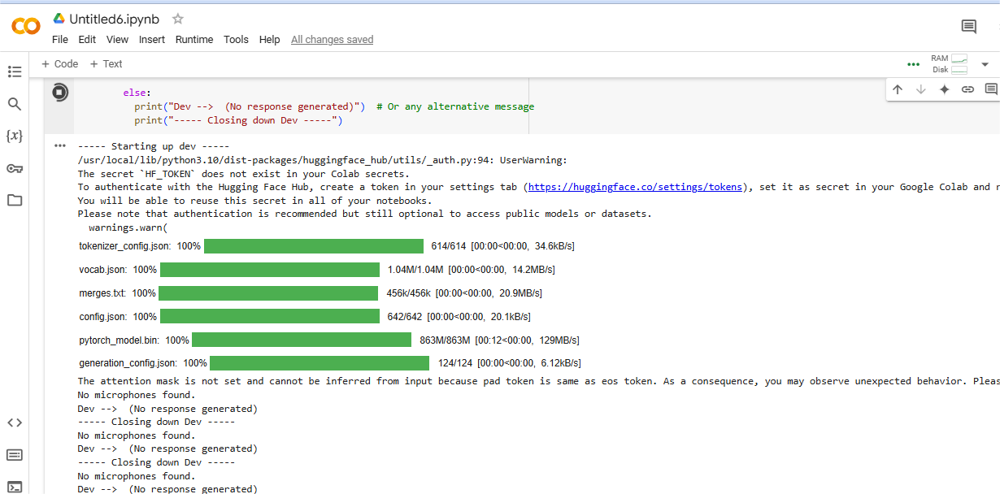 Untitled6.ipynb
File Edit View Insert Runtime Tools Help All changes saved
+ Code + Text
RAM
Disk
else:
print("Dev -->  (No response generated)")  # Or any alternative message
print("----- Closing down Dev -----")
{x}
----- Starting up dev -----
/usr/local/lib/python3.10/dist-packages/huggingface_hub/utils/_auth.py:94: UserWarning:
The secret `HF_TOKEN` does not exist in your Colab secrets.
To authenticate with the Hugging Face Hub, create a token in your settings tab (https://huggingface.co/settings/tokens), set it as secret in your Google Colab and
You will be able to reuse this secret in all of your notebooks.
Please note that authentication is recommended but still optional to access public models or datasets.
warnings.warn(
tokenizer_config.json: 100% 614/614 [00:00<00:00, 34.6kB/s]
vocab.json: 100% 1.04M/1.04M [00:00<00:00, 14.2MB/s]
merges.txt: 100% 456k/456k [00:00<00:00, 20.9MB/s]
config.json: 100% 642/642 [00:00<00:00, 20.1kB/s]
pytorch_model.bin: 100% 863M/863M [00:12<00:00, 129MB/s]
generation_config.json: 100% 124/124 [00:00<00:00, 6.12kB/s]
The attention mask is not set and cannot be inferred from input because pad token is same as eos token. As a consequence, you may observe unexpected behavior. Pleas
No microphones found.
Dev -->  (No response generated)
----- Closing down Dev -----
No microphones found.
Dev -->  (No response generated)
----- Closing down Dev -----
No microphones found.
Dev -->  (No response generated)